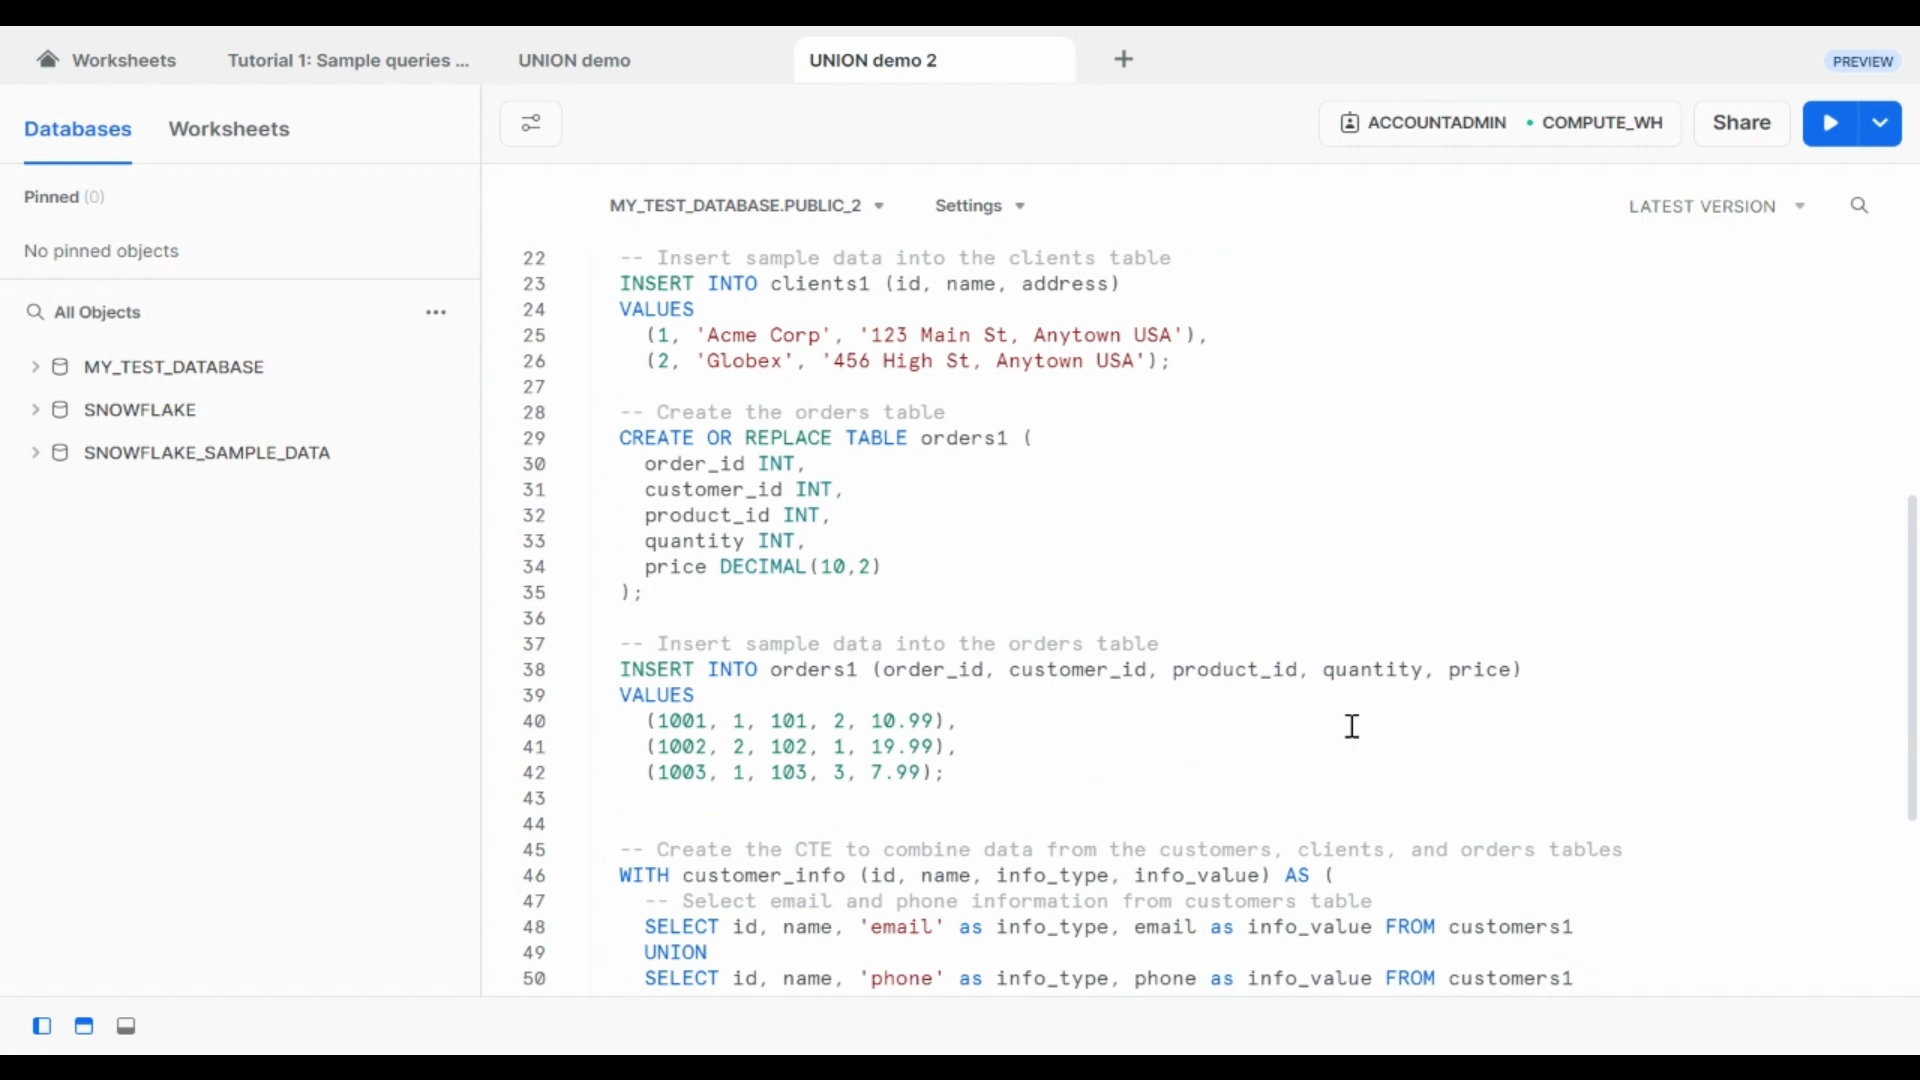 Worksheets
Tutorial 1: Sample queries ...
UNION demo
UNION demo 2
+
PREVIEW
Databases
Worksheets
ACCOUNTADMIN • COMPUTE_WH
Share
Pinned (0)
No pinned objects
All Objects
...
MY_TEST_DATABASE
SNOWFLAKE
SNOWFLAKE_SAMPLE_DATA
MY_TEST_DATABASE.PUBLIC_2
Settings
LATEST VERSION
22 -- Insert sample data into the clients table
23 INSERT INTO clients1 (id, name, address)
24 VALUES
25   (1, 'Acme Corp', '123 Main St, Anytown USA'),
26   (2, 'Globex', '456 High St, Anytown USA');
27
28 -- Create the orders table
29 CREATE OR REPLACE TABLE orders1 (
30   order_id INT,
31   customer_id INT,
32   product_id INT,
33   quantity INT,
34   price DECIMAL(10,2)
35 );
36
37 -- Insert sample data into the orders table
38 INSERT INTO orders1 (order_id, customer_id, product_id, quantity, price)
39 VALUES
40   (1001, 1, 101, 2, 10.99),
41   (1002, 2, 102, 1, 19.99),
42   (1003, 1, 103, 3, 7.99);
43
44
45 -- Create the CTE to combine data from the customers, clients, and orders tables
46 WITH customer_info (id, name, info_type, info_value) AS (
47   -- Select email and phone information from customers table
48   SELECT id, name, 'email' as info_type, email as info_value FROM customers1
49   UNION
50   SELECT id, name, 'phone' as info_type, phone as info_value FROM customers1